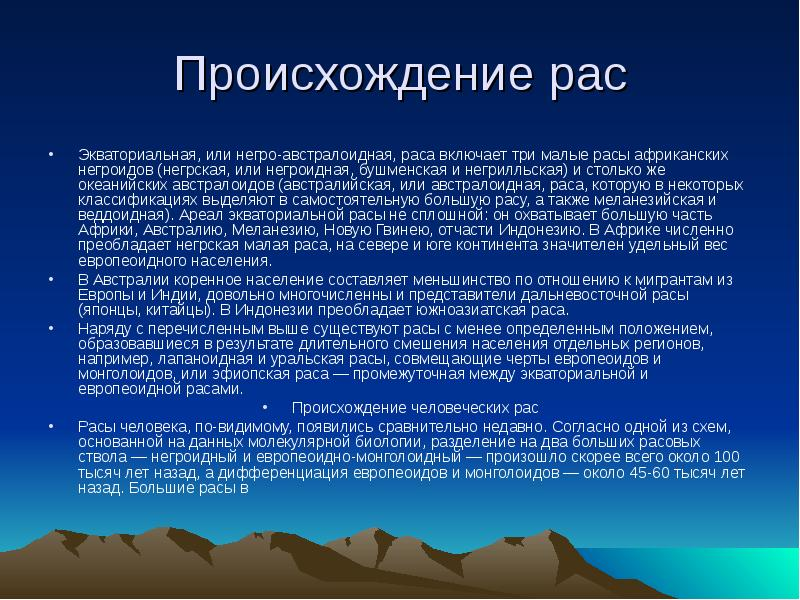 Происхождение рас
• Экваториальная, или негро-австралоидная, раса включает три малые расы африканских
негроидов (негрская, или негроидная, бушменская и негрилльская) и столько же
океанийских австралоидов (австралийская, или австралоидная, раса, которую в некоторых
классификациях выделяют в самостоятельную большую расу, а также меланезийская и
веддоидная). Ареал экваториальной расы не сплошной: он охватывает большую часть
Африки, Австралию, Меланезию, Новую Гвинею, отчасти Индонезию. В Африке численно
преобладает негрская малая раса, на севере и юге континента значителен удельный вес
европеоидного населения.
• В Австралии коренное население составляет меньшинство по отношению к мигрантам из
Европы и Индии, довольно многочисленны и представители дальневосточной расы
(японцы, китайцы). В Индонезии преобладает южноазиатская раса.
• Наряду с перечисленным выше существуют расы с менее определенным положением,
образовавшиеся в результате длительного смешения населения отдельных регионов,
например, лапаноидная и уральская расы, совмещающие черты европеоидов и
монголоидов, или эфиопская раса — промежуточная между экваториальной и
европеоидной расами.
• Происхождение человеческих рас
• Расы человека, по-видимому, появились сравнительно недавно. Согласно одной из схем,
основанной на данных молекулярной биологии, разделение на два больших расовых
ствола — негроидный и европеоидно-монголоидный — произошло скорее всего около 100
тысяч лет назад, а дифференциация европеоидов и монголоидов — около 45-60 тысяч лет
назад. Большие расы в